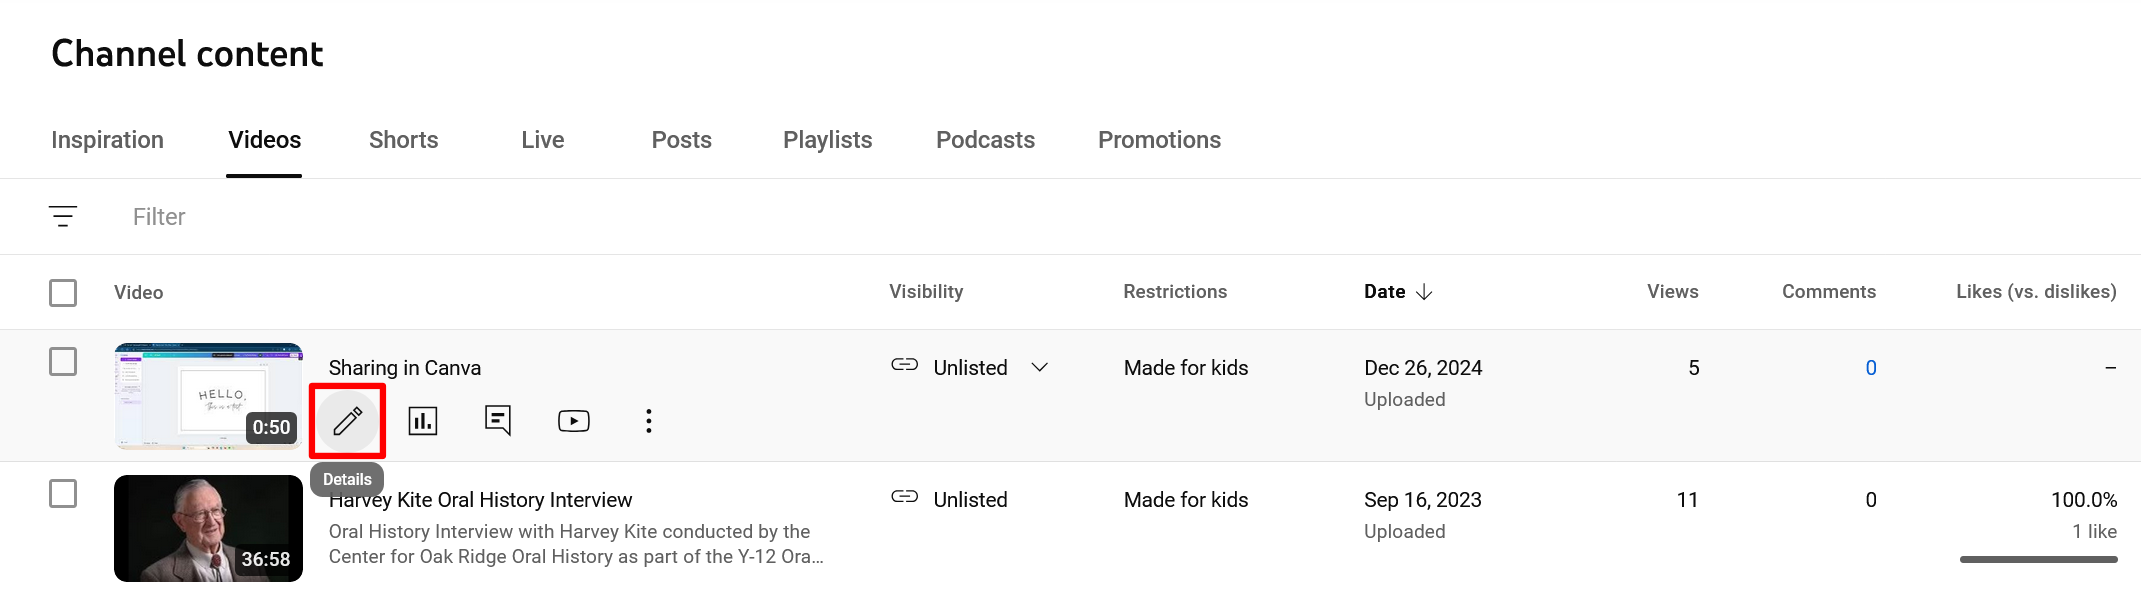 Channel content
Inspiration Videos Shorts Live Posts Playlists Podcasts Promotions
Filter
Video Visibility Restrictions Date Views Comments Likes (vs. dislikes)
HELLO,
0:50
Sharing in Canva Unlisted Made for kids Dec 26, 2024 5 0 –
Uploaded
Details
36:58
Harvey Kite Oral History Interview Unlisted Made for kids Sep 16, 2023 11 0 100.0%
Oral History Interview with Harvey Kite conducted by the Uploaded 1 like
Center for Oak Ridge Oral History as part of the Y-12 Ora...